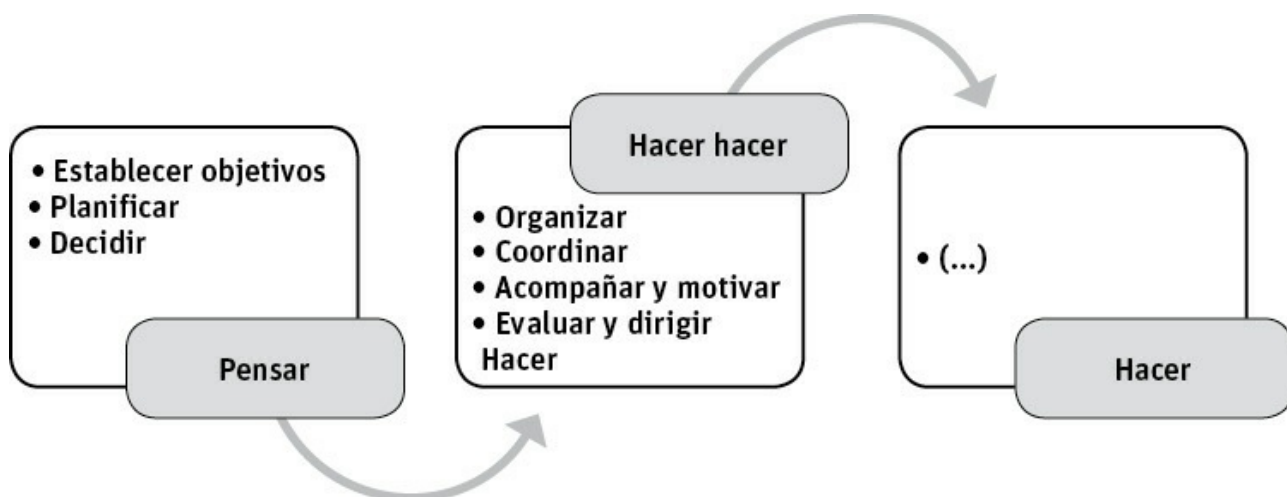 • Establecer objetivos
• Planificar
• Decidir
Pensar
Hacer hacer
• Organizar
• Coordinar
• Acompañar y motivar
• Evaluar y dirigir
Hacer
• (...)
Hacer